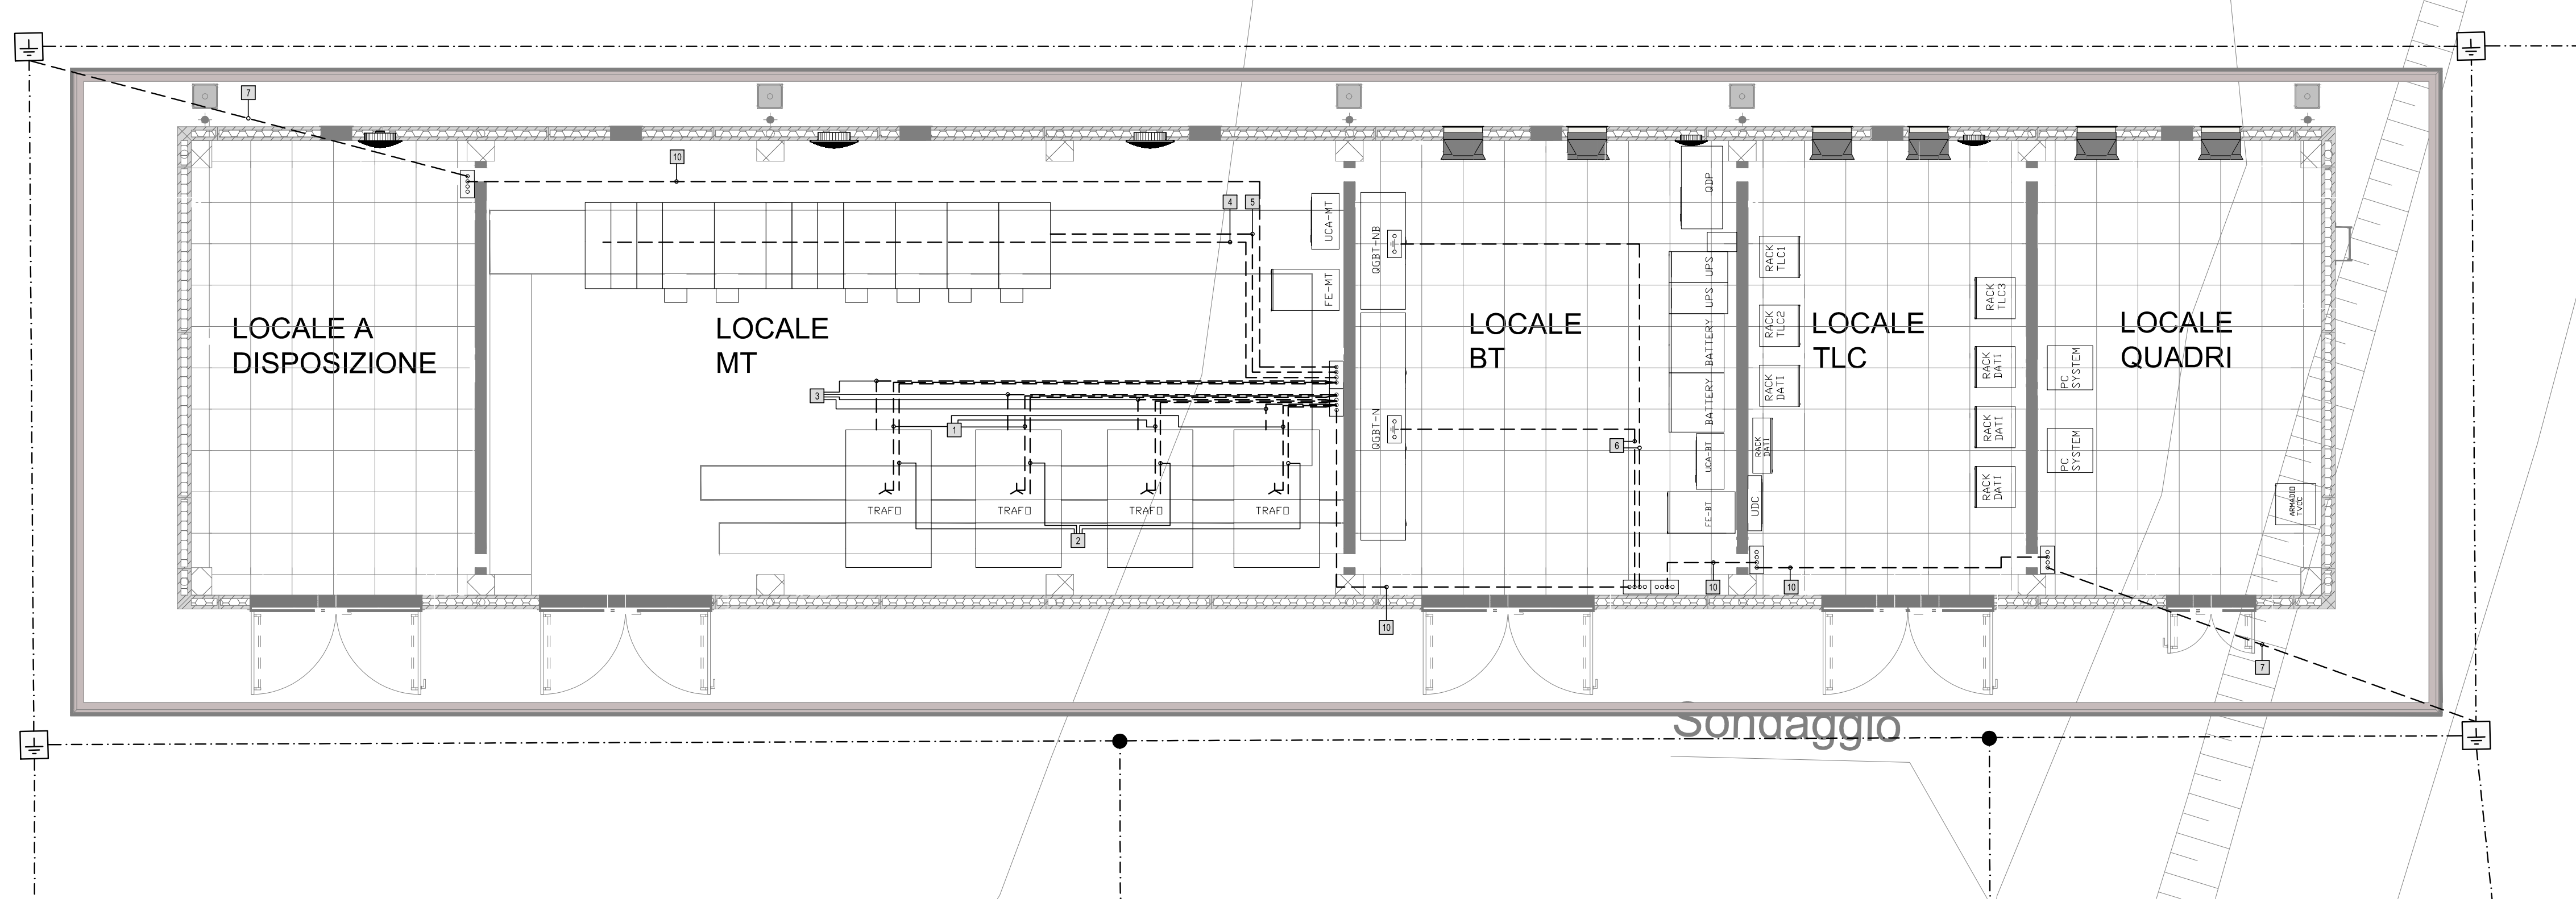 7
10
4
5
UCA-MT
FE-MT
LOCALE A
DISPOSIZIONE
LOCALE
MT
3
1
TRAFO
TRAFO
TRAFO
TRAFO
2
QGBT-NB
QGBT-N
LOCALE
BT
6
QDP
UPS
UPS
BATTERY
BATTERY
UCA-BT
FE-BT
10
10
RACK
TLC1
RACK
TLC2
RACK
DATI
RACK
DATI
UDC
LOCALE
TLC
10
RACK
TLC3
RACK
DATI
RACK
DATI
RACK
DATI
PC
SYSTEM
PC
SYSTEM
LOCALE
QUADRI
ARMADIO
TVCC
7
Sondaggio